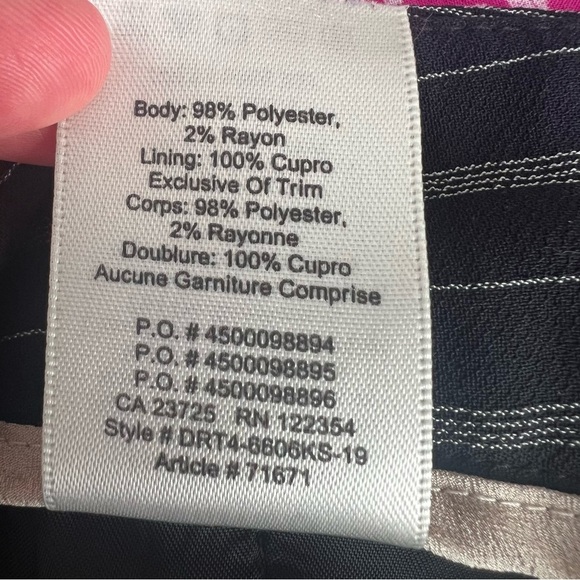 Body: 98% Polyester,
2% Rayon
Lining: 100% Cupro
Exclusive Of Trim
Corps: 98% Polyester,
2% Rayonne
Doublure: 100% Cupro
Aucune Garniture Comprise
P.O. # 4500098894
P.O. # 4500098895
P.O. # 4500098896
CA 23725 RN 122354
Style # DRT4-6606KS-19
Article # 71671